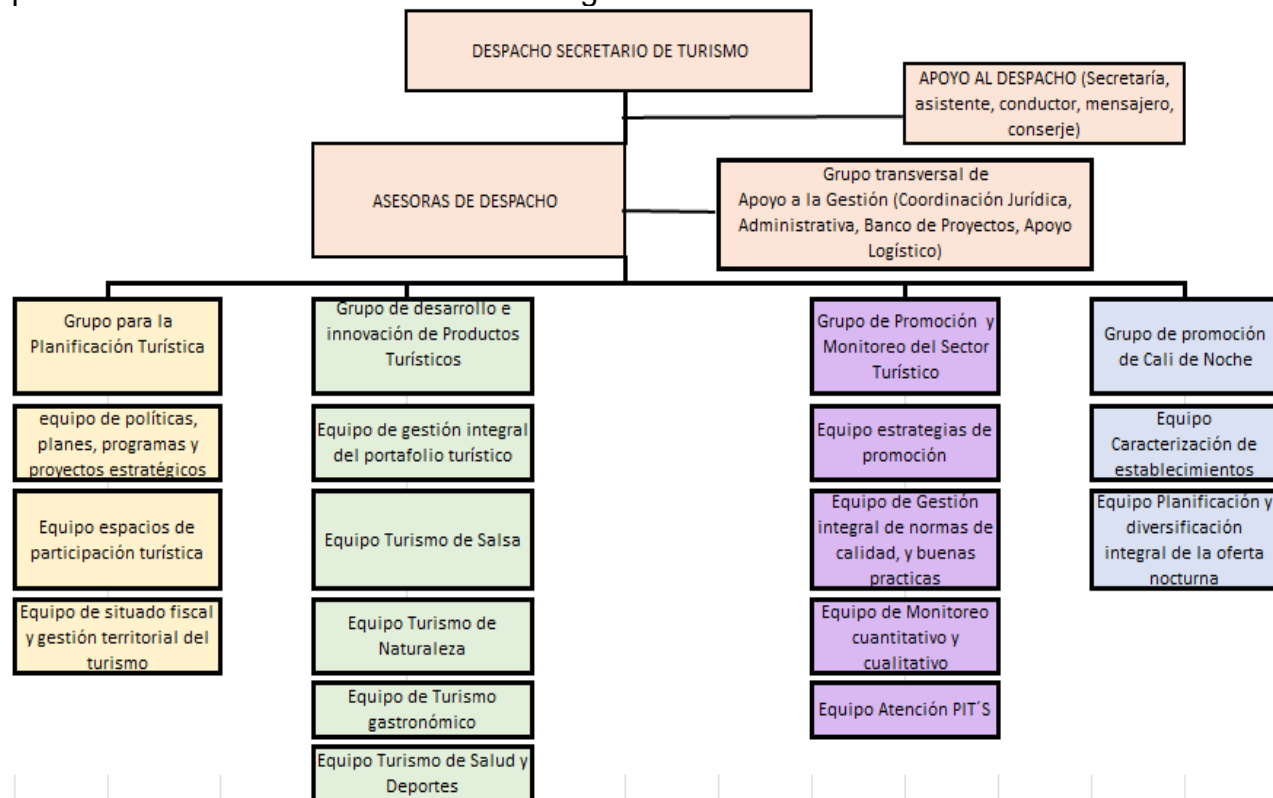 DESPACHO SECRETARIO DE TURISMO
APOYO AL DESPACHO (Secretaría,
asistente, conductor, mensajero,
conserje)
ASESORAS DE DESPACHO
Grupo transversal de
Apoyo a la Gestión (Coordinación Jurídica,
Administrativa, Banco de Proyectos, Apoyo
Logístico)
Grupo para la
Planificación Turística
equipo de políticas,
planes, programas y
proyectos estratégicos
Equipo espacios de
participación turística
Equipo de situado fiscal
y gestión territorial del
turismo
Grupo de desarrollo e
innovación de Productos
Turísticos
Equipo de gestión integral
del portafolio turístico
Equipo Turismo de Salsa
Equipo Turismo de
Naturaleza
Equipo de Turismo
gastronómico
Equipo Turismo de Salud y
Deportes
Grupo de Promoción y
Monitoreo del Sector
Turístico
Equipo estrategias de
promoción
Equipo de Gestión
integral de normas de
calidad, y buenas
practicas
Equipo de Monitoreo
cuantitativo y
cualitativo
Equipo Atención PIT´S
Grupo de promoción
de Cali de Noche
Equipo
Caracterización de
establecimientos
Equipo Planificación y
diversificación
integral de la oferta
nocturna